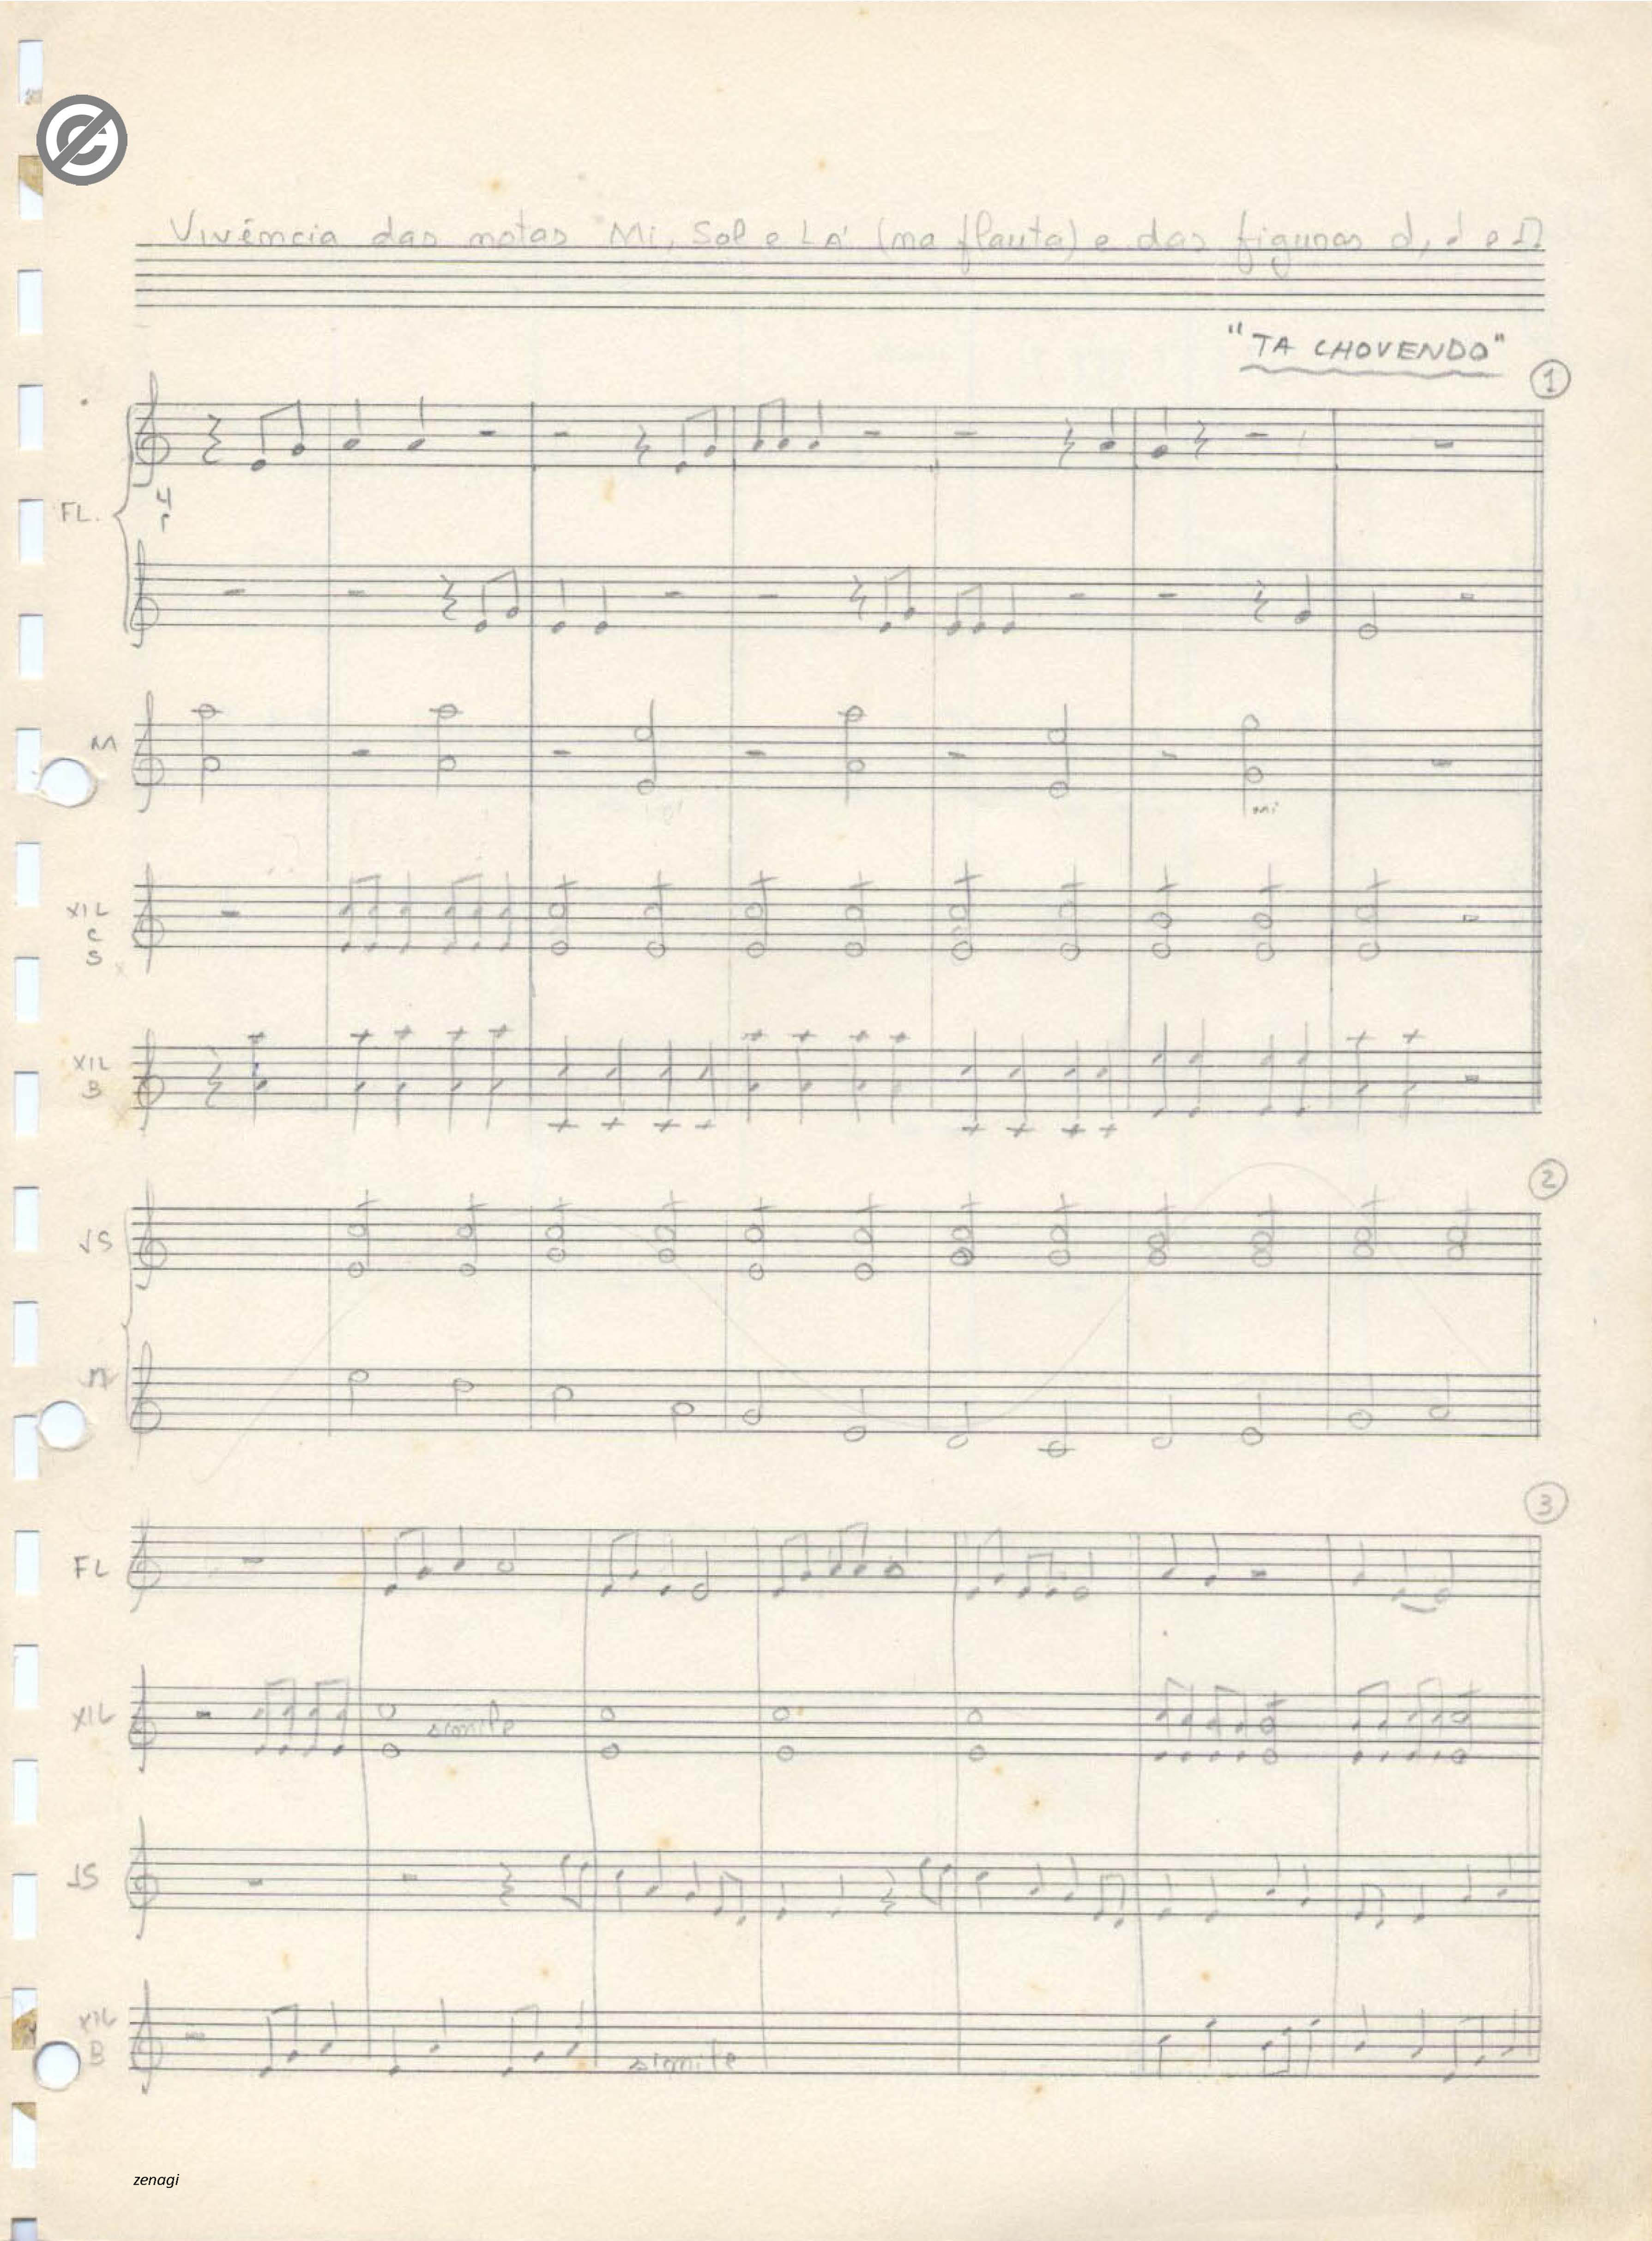 Vivência das notas Mi, Sol e LÁ (na flauta) e das figuras 𝅗𝅥, ♩ e ♫
"TA CHOVENDO"
1
FL.
4
M
mi
XIL
C
S
XIL
B
2
JS
M
3
FL
XIL
simile
JS
XIL
B
simile
zenagi